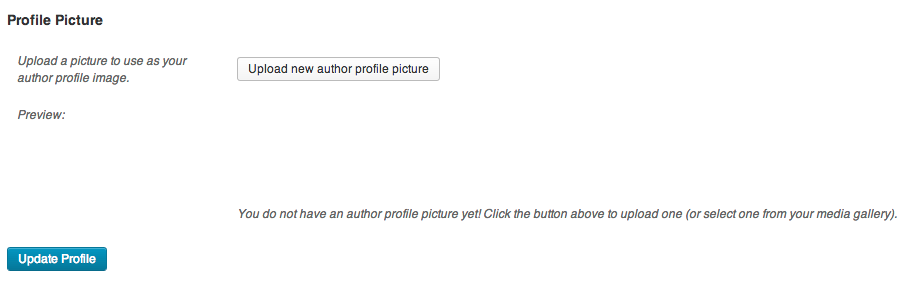 Profile Picture
Upload a picture to use as your
author profile image.
Upload new author profile picture
Preview:
You do not have an author profile picture yet! Click the button above to upload one (or select one from your media gallery).
Update Profile